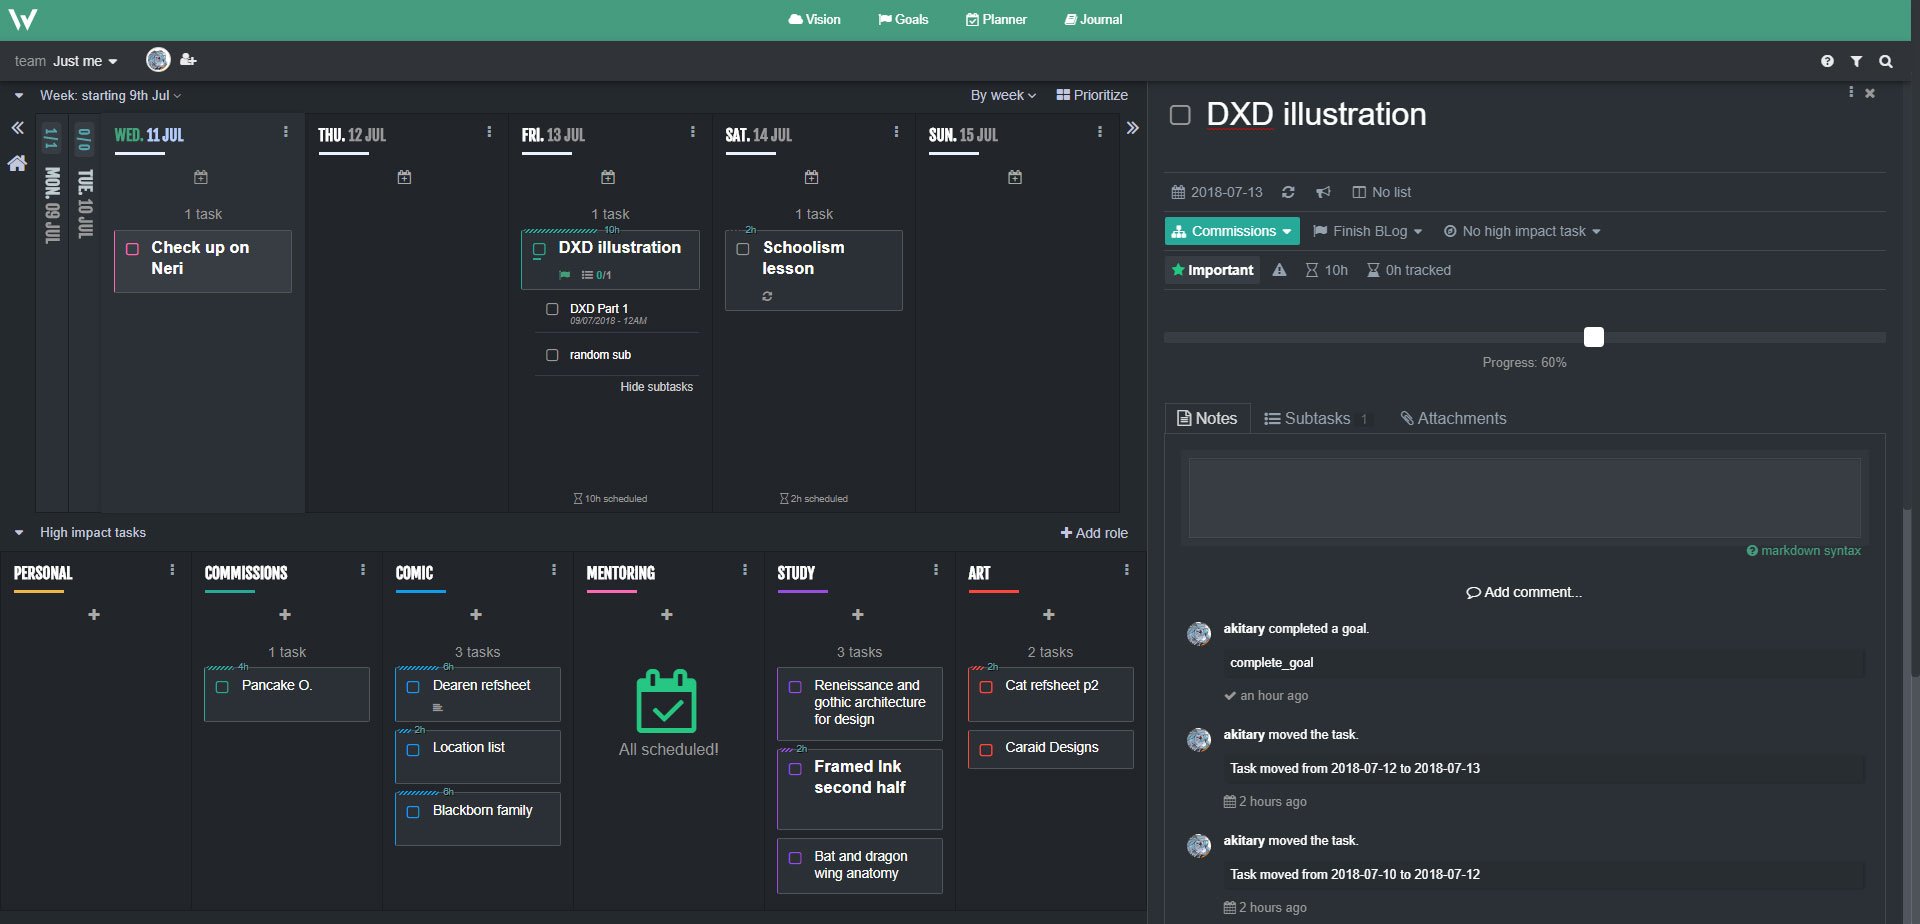 W
Vision
Goals
Planner
Journal
team Just me
Week: starting 9th Jul
By week
Prioritize
1/1 MON. 09 JUL
0/0 TUE. 10 JUL
WED. 11 JUL
1 task
Check up on
Neri
THU. 12 JUL
FRI. 13 JUL
1 task
10h
DXD illustration
0/1
DXD Part 1
09/07/2018 - 12AM
random sub
Hide subtasks
10h scheduled
SAT. 14 JUL
1 task
2h
Schoolism
lesson
2h scheduled
SUN. 15 JUL
High impact tasks
Add role
PERSONAL
COMMISSIONS
1 task
4h
Pancake O.
COMIC
3 tasks
6h
Dearen refsheet
2h
Location list
6h
Blackborn family
MENTORING
All scheduled!
STUDY
3 tasks
Reneissance and
gothic architecture
for design
2h
Framed Ink
second half
Bat and dragon
wing anatomy
ART
2 tasks
2h
Cat refsheet p2
Caraid Designs
DXD illustration
2018-07-13
No list
Commissions
Finish BLog
No high impact task
Important
10h
0h tracked
Progress: 60%
Notes
Subtasks 1
Attachments
markdown syntax
Add comment...
akitary completed a goal.
complete_goal
an hour ago
akitary moved the task.
Task moved from 2018-07-12 to 2018-07-13
2 hours ago
akitary moved the task.
Task moved from 2018-07-10 to 2018-07-12
2 hours ago